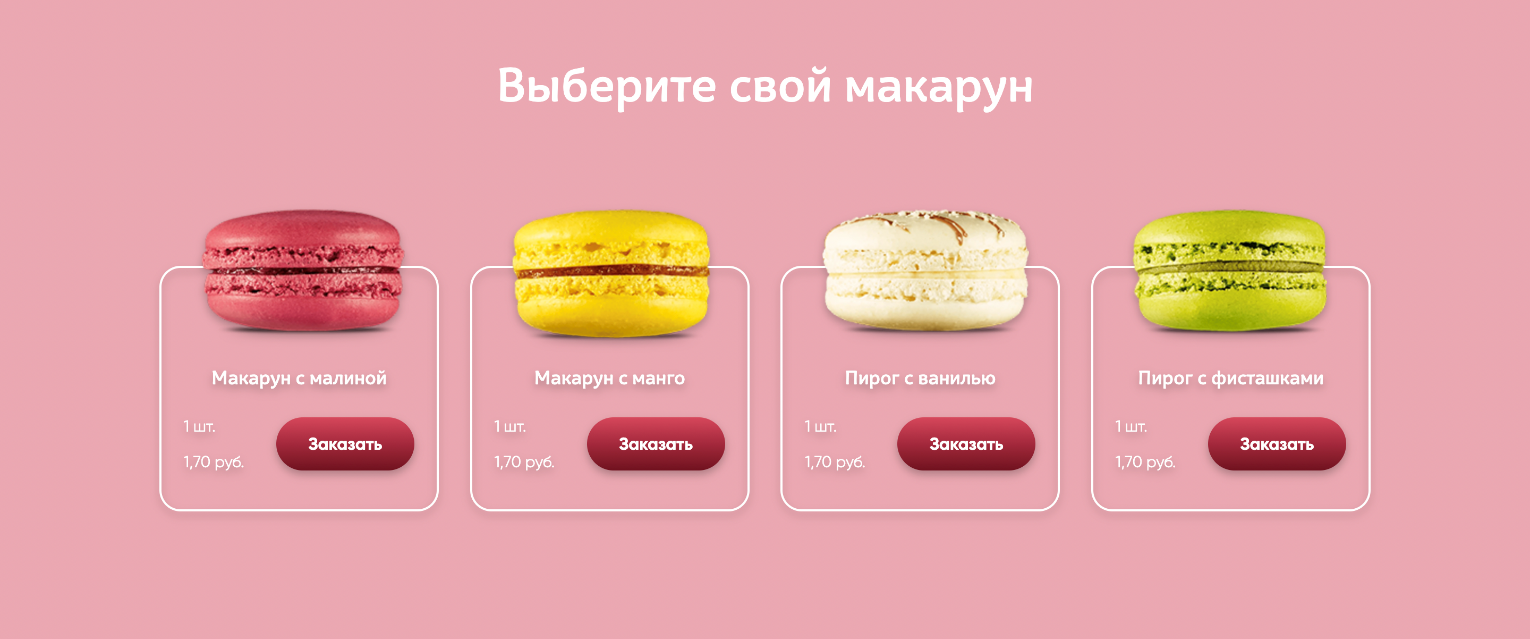 Выберите свой макарун
Макарун с малиной
1 шт.
1,70 руб.
Заказать
Макарун с манго
1 шт.
1,70 руб.
Заказать
Пирог с ванилью
1 шт.
1,70 руб.
Заказать
Пирог с фисташками
1 шт.
1,70 руб.
Заказать